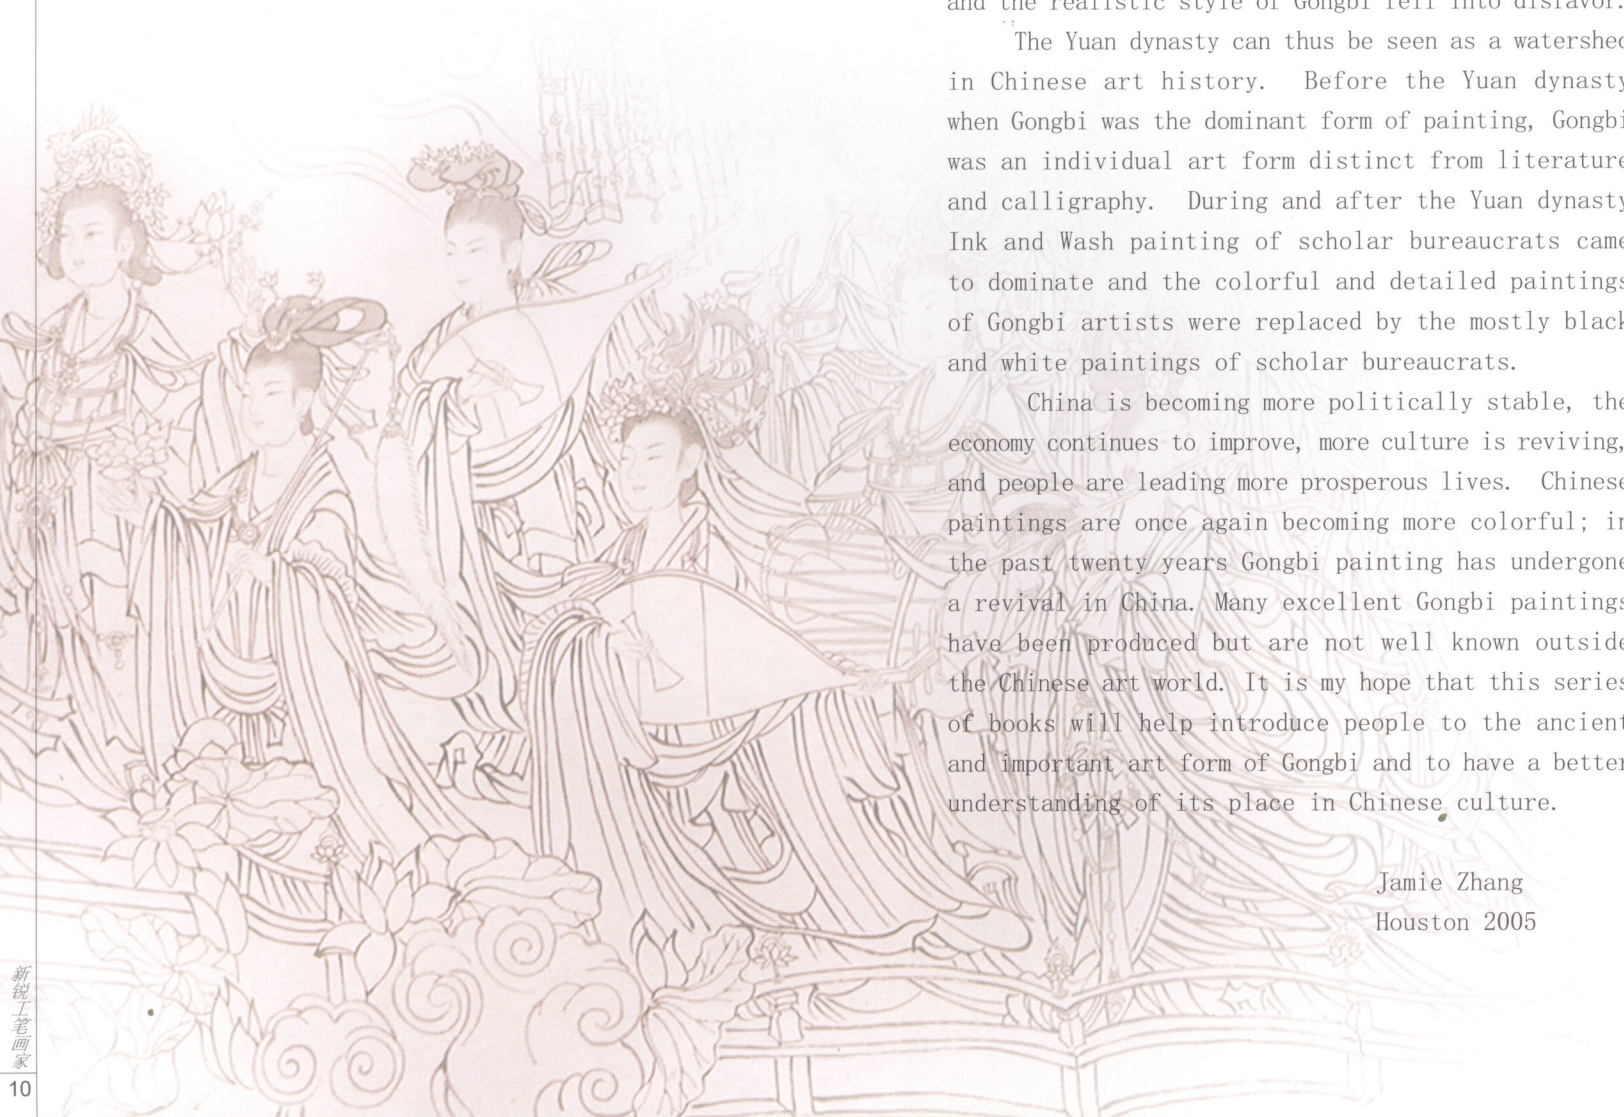 and the realistic style of Gongbi fell into disfavor.
The Yuan dynasty can thus be seen as a watershed
in Chinese art history. Before the Yuan dynasty
when Gongbi was the dominant form of painting, Gongbi
was an individual art form distinct from literature
and calligraphy. During and after the Yuan dynasty
Ink and Wash painting of scholar bureaucrats came
to dominate and the colorful and detailed paintings
of Gongbi artists were replaced by the mostly black
and white paintings of scholar bureaucrats.
China is becoming more politically stable, the
economy continues to improve, more culture is reviving,
and people are leading more prosperous lives. Chinese
paintings are once again becoming more colorful; in
the past twenty years Gongbi painting has undergone
a revival in China. Many excellent Gongbi paintings
have been produced but are not well known outside
the Chinese art world. It is my hope that this series
of books will help introduce people to the ancient
and important art form of Gongbi and to have a better
understanding of its place in Chinese culture.
Jamie Zhang
Houston 2005
新锐工笔画家
10